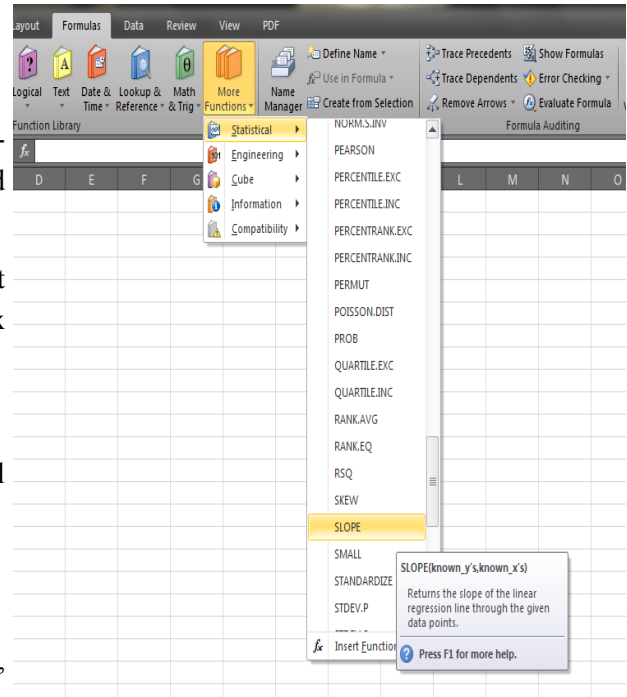 ayout Formulas Data Review View PDF
Logical Text Date & Time Lookup & Reference Math & Trig More Functions Name Manager
Define Name
Use in Formula
Create from Selection
Trace Precedents Show Formulas
Trace Dependents Error Checking
Remove Arrows Evaluate Formula
Function Library Formula Auditing
fx
D E F G L M N O
Statistical
Engineering
Cube
Information
Compatibility
NORM.S.INV
PEARSON
PERCENTILE.EXC
PERCENTILE.INC
PERCENTRANK.EXC
PERCENTRANK.INC
PERMUT
POISSON.DIST
PROB
QUARTILE.EXC
QUARTILE.INC
RANK.AVG
RANK.EQ
RSQ
SKEW
SLOPE
SMALL
STANDARDIZE
STDEV.P
fx Insert Function
SLOPE(known_y's,known_x's)
Returns the slope of the linear
regression line through the given
data points.
Press F1 for more help.